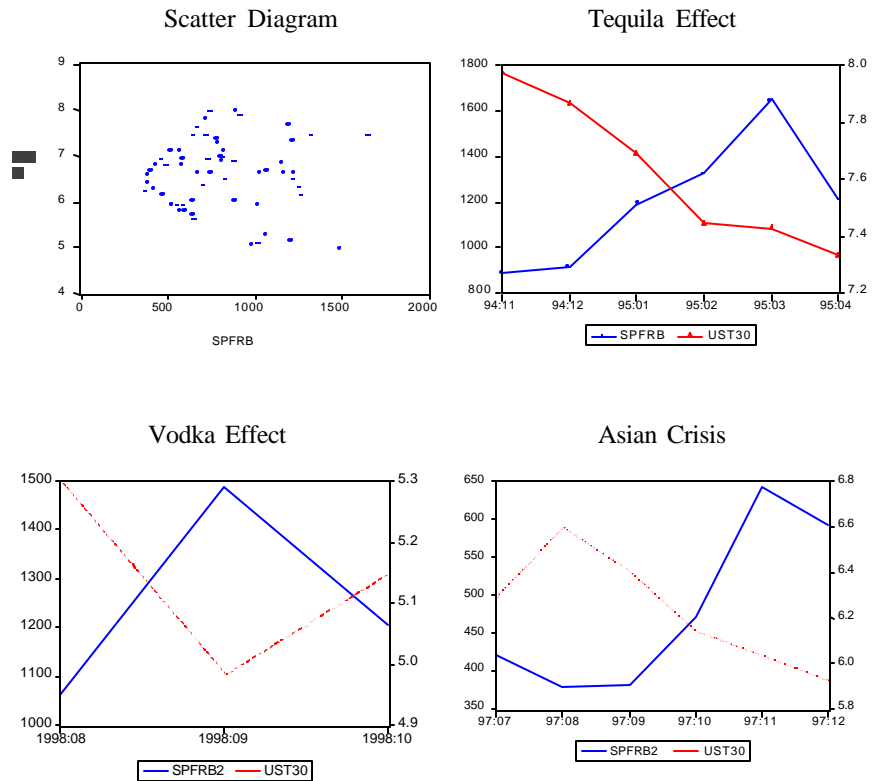 Scatter Diagram
9
8
7
6
5
4
0 500 1000 1500 2000
SPFRB
Tequila Effect
1800 8.0
1600 7.8
1400 7.6
1200
1000 7.4
800 7.2
94:11 94:12 95:01 95:02 95:03 95:04
SPFRB UST30
Vodka Effect
1500 5.3
1400 5.2
1300
1200 5.1
1100 5.0
1000 4.9
1998:08 1998:09 1998:10
SPFRB2 UST30
Asian Crisis
650 6.8
600 6.6
550 6.4
500
450 6.2
400 6.0
350 5.8
97:07 97:08 97:09 97:10 97:11 97:12
SPFRB2 UST30